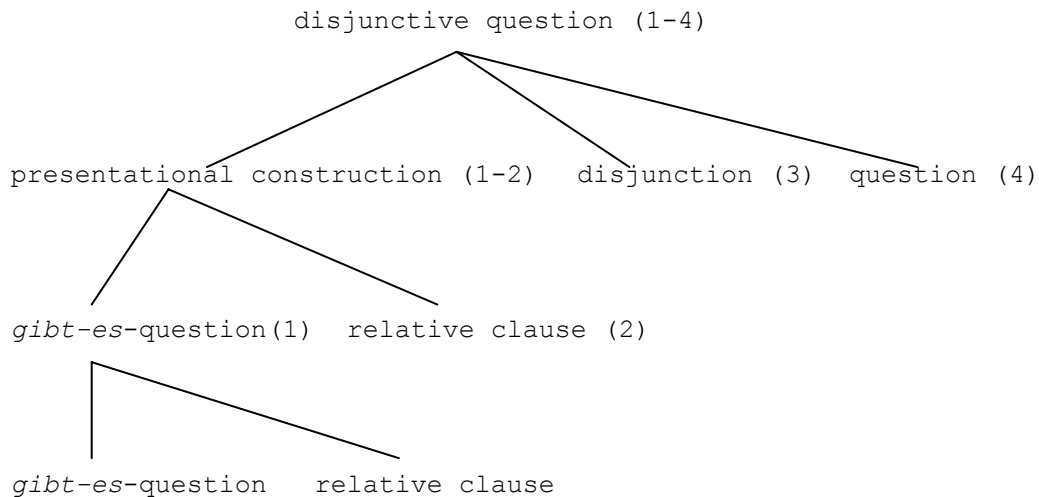 disjunctive question (1-4)
presentational construction (1-2) disjunction (3) question (4)
gibt-es-question(1) relative clause (2)
gibt-es-question relative clause